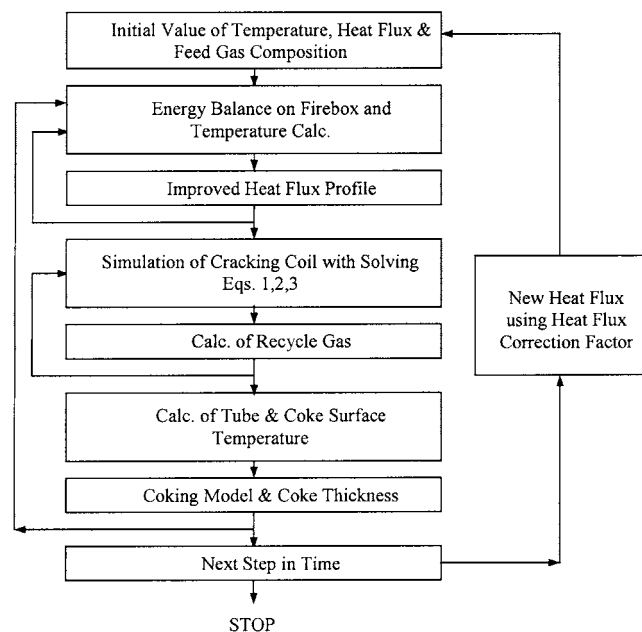 Initial Value of Temperature, Heat Flux &
Feed Gas Composition
Energy Balance on Firebox and
Temperature Calc.
Improved Heat Flux Profile
Simulation of Cracking Coil with Solving
Eqs. 1,2,3
Calc. of Recycle Gas
Calc. of Tube & Coke Surface
Temperature
Coking Model & Coke Thickness
Next Step in Time
STOP
New Heat Flux
using Heat Flux
Correction Factor